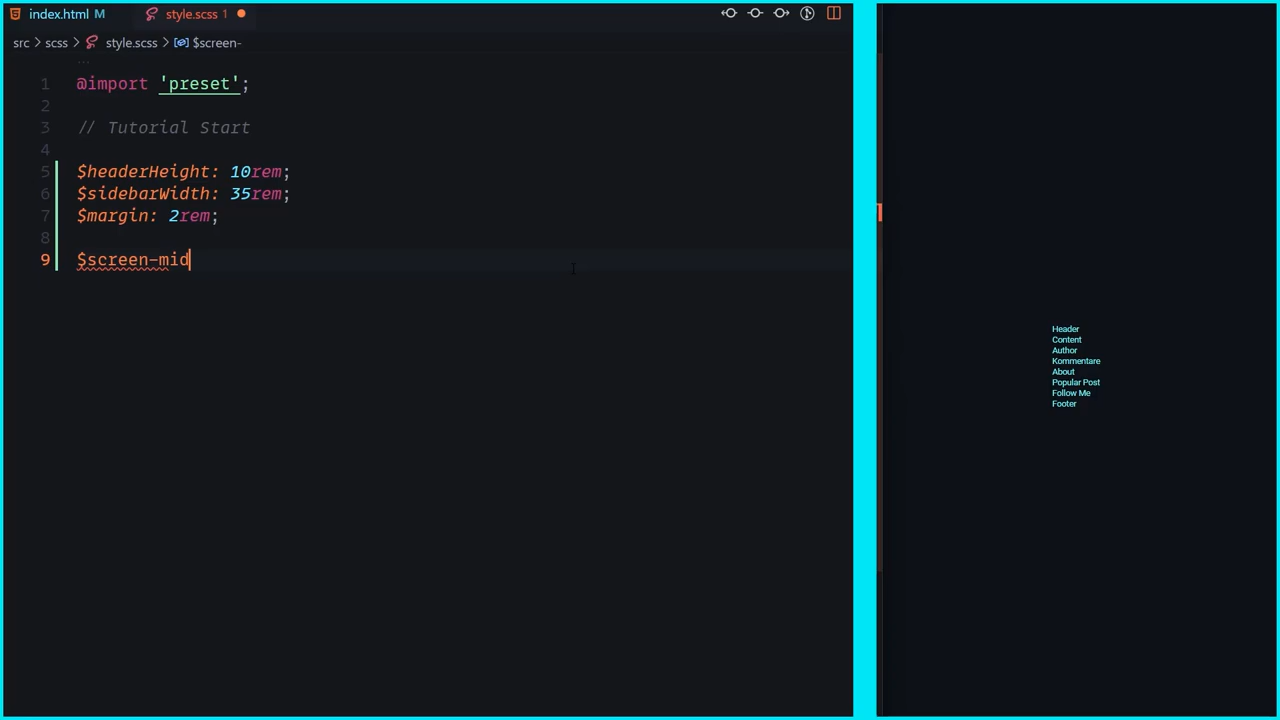 index.html M style.scss 1
src > scss > style.scss > $screen-
...
1 @import 'preset';
2
3 // Tutorial Start
4
5 $headerHeight: 10rem;
6 $sidebarWidth: 35rem;
7 $margin: 2rem;
8
9 $screen-mid
Header
Content
Author
Kommentare
About
Popular Post
Follow Me
Footer